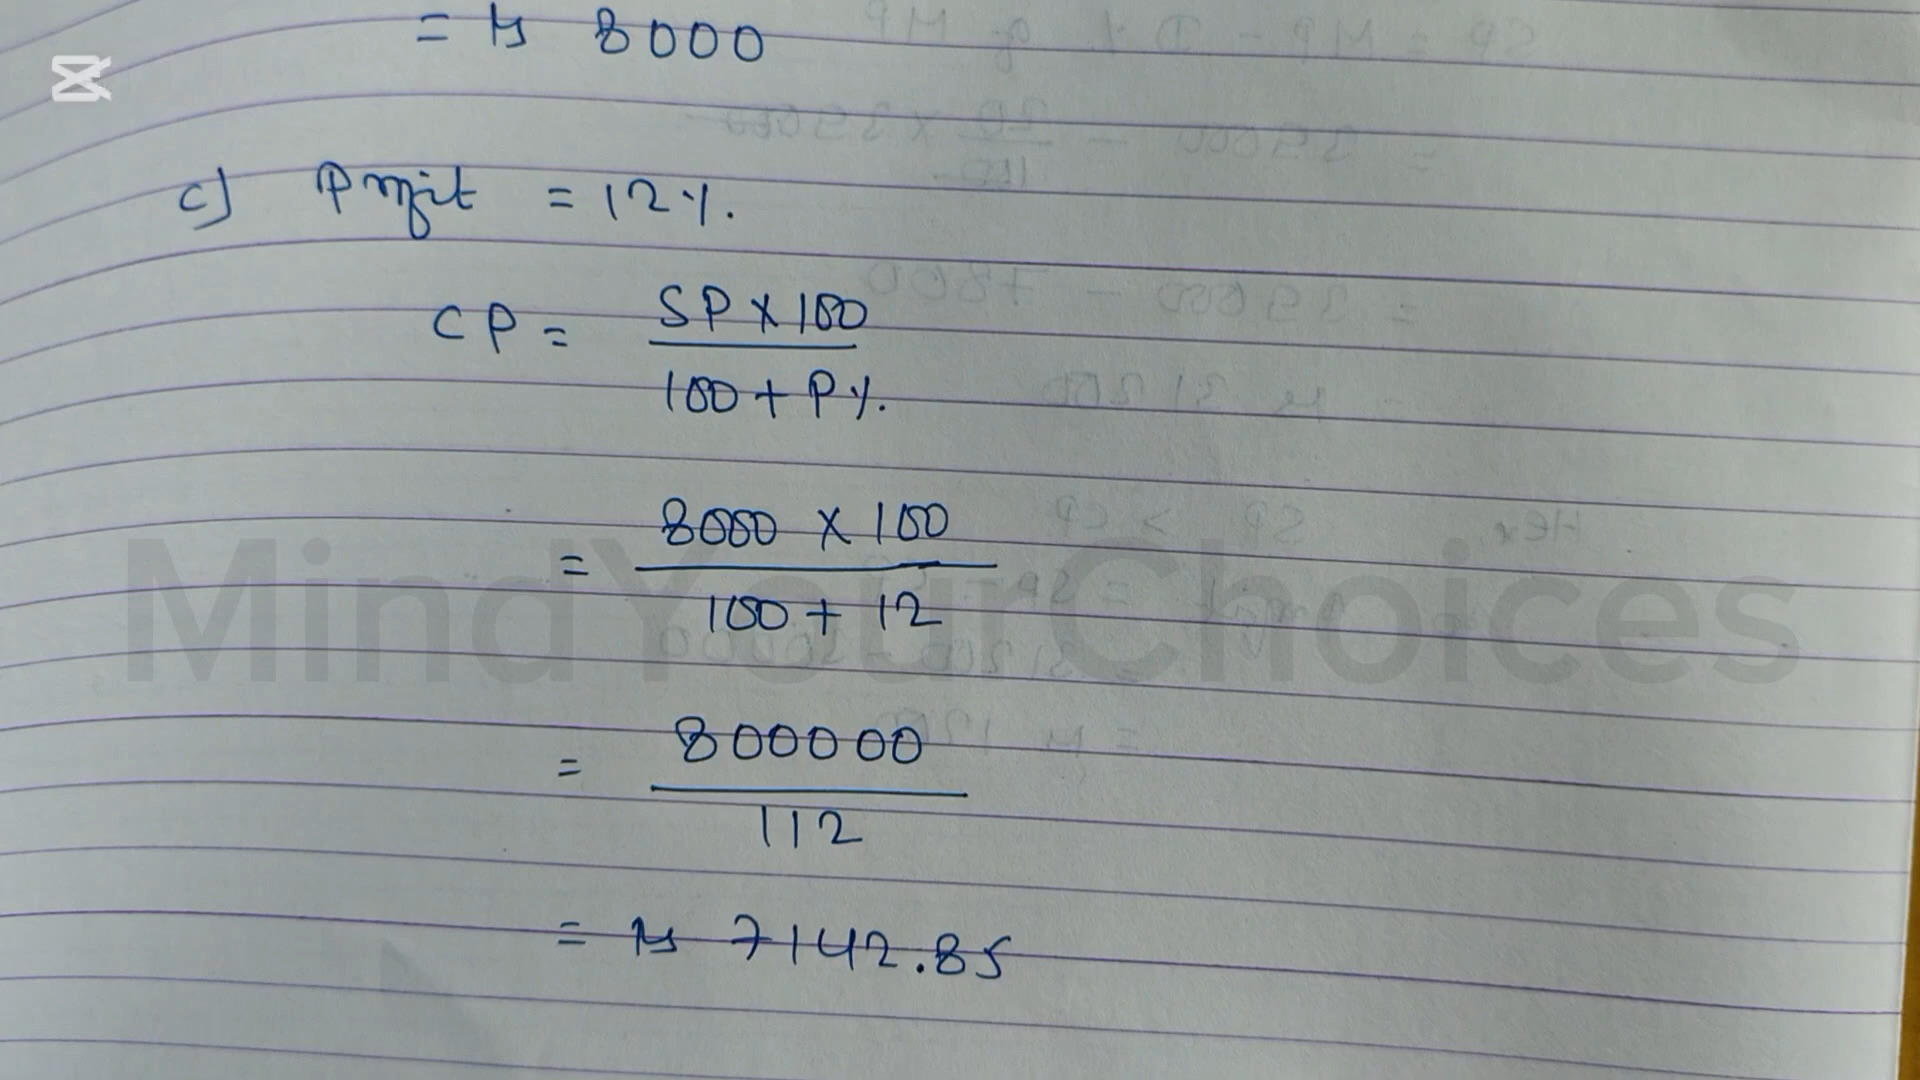 = Rs 8000
c) Profit = 12%.
CP = SP × 100
100 + P%.
= 8000 × 100
100 + 12
MindYourChoices
= 800000
112
= Rs 7142.85